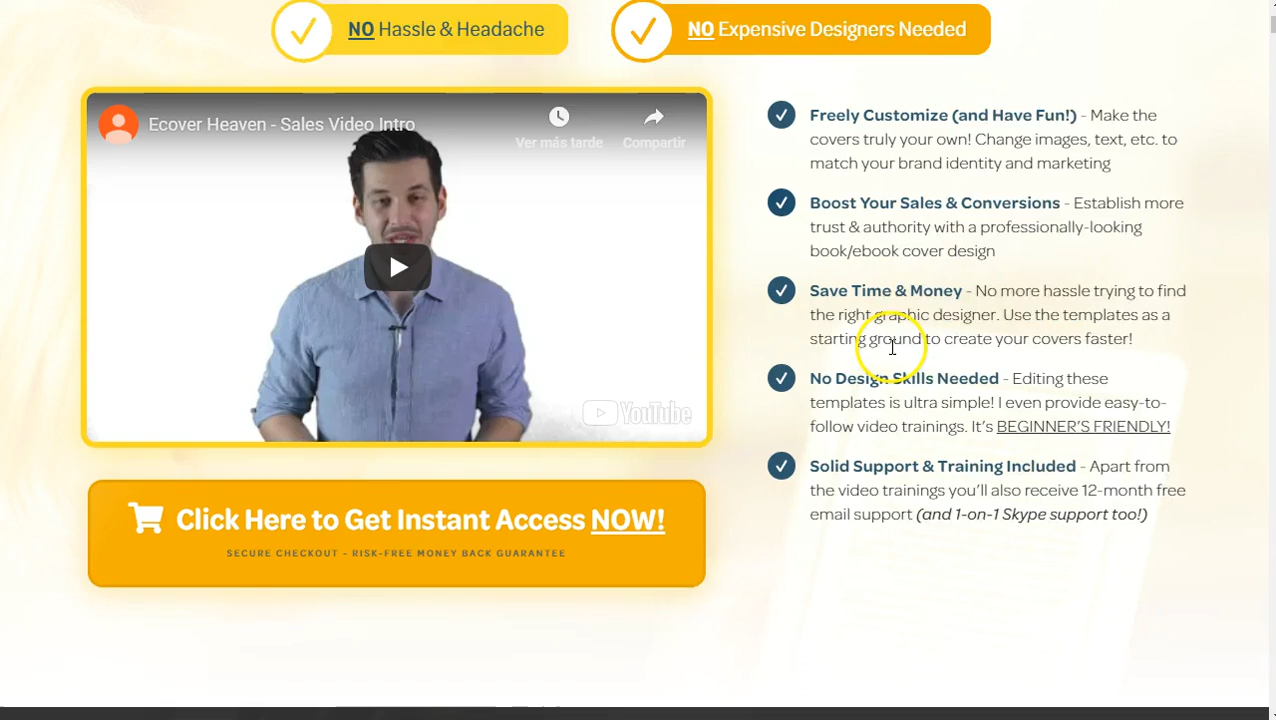 NO Hassle & Headache
NO Expensive Designers Needed
Ecover Heaven - Sales Video Intro
Ver más tarde
Compartir
YouTube
Click Here to Get Instant Access NOW!
SECURE CHECKOUT - RISK-FREE MONEY BACK GUARANTEE
Freely Customize (and Have Fun!) - Make the
covers truly your own! Change images, text, etc. to
match your brand identity and marketing
Boost Your Sales & Conversions - Establish more
trust & authority with a professionally-looking
book/ebook cover design
Save Time & Money - No more hassle trying to find
the right graphic designer. Use the templates as a
starting ground to create your covers faster!
No Design Skills Needed - Editing these
templates is ultra simple! I even provide easy-to-
follow video trainings. It’s BEGINNER’S FRIENDLY!
Solid Support & Training Included - Apart from
the video trainings you’ll also receive 12-month free
email support (and 1-on-1 Skype support too!)